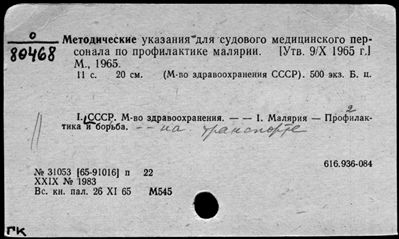 0
80468
Методические указания для судового медицинского пер-
сонала по профилактике малярии. [Утв. 9/X 1965 г.]
М., 1965.
11 с. 20 см. (М-во здравоохранения СССР). 500 экз. Б. ц.
I. СССР. М-во здравоохранения. — — I. Малярия — Профилак-
2
тика и борьба. -- на транспорте
616.936-084
№ 31053 [65-91016] п 22
XXIX № 1983
Вс. кн. пал. 26 XI 65 М545
ГК